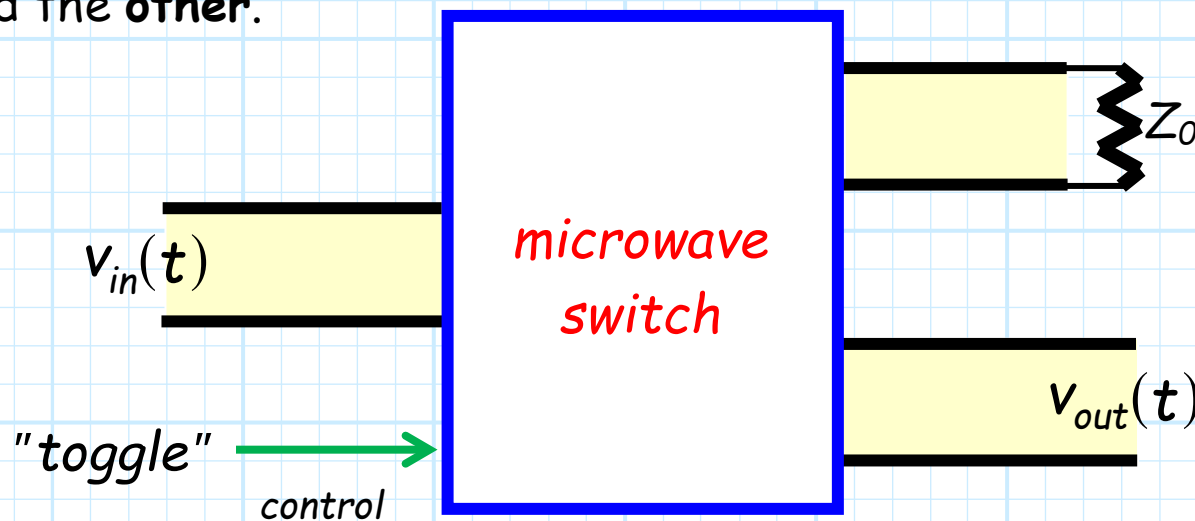 the other.
Z0
microwave
switch
vin(t)
vout(t)
"toggle"
control